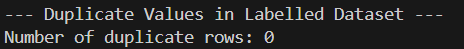 --- Duplicate Values in Labelled Dataset ---
Number of duplicate rows: 0